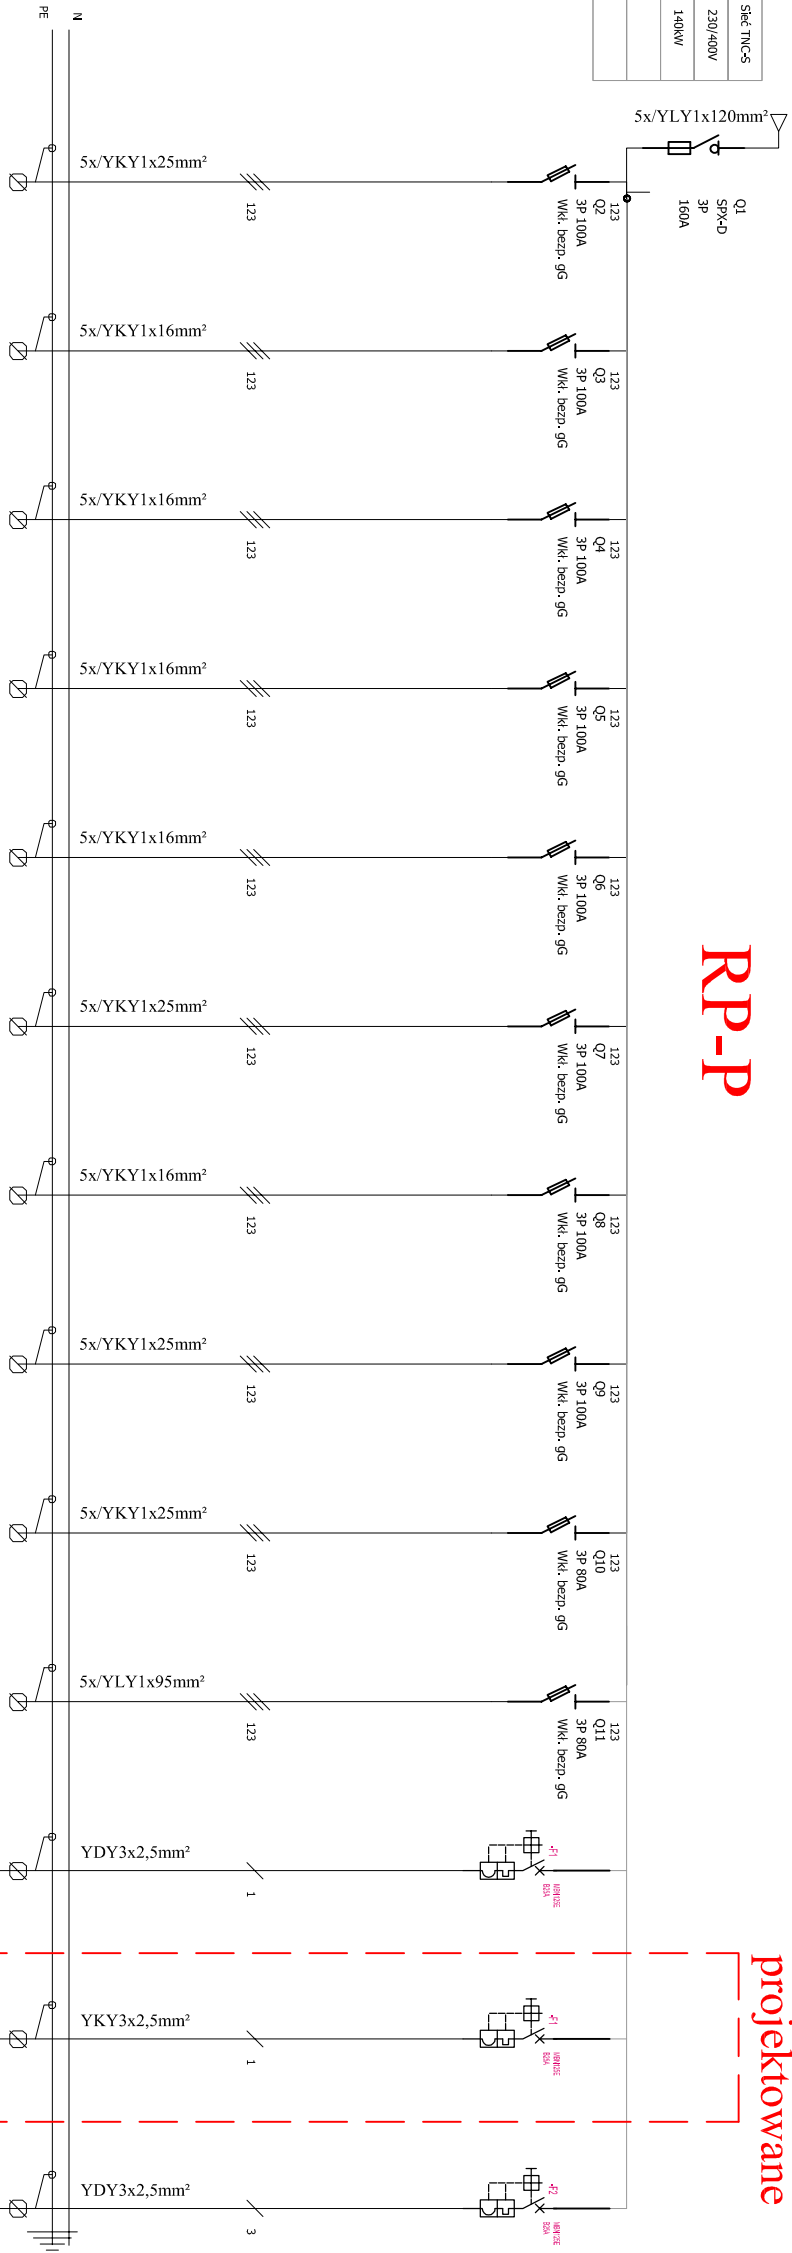 Sieć TNC-S
230/400V
140kW
N
PE
5x/YLY1x120mm²
Q1
SPX-D
3P
160A
5x/YKY1x25mm²
123
123
Q2
3P 100A
Wkł. bezp. gG
5x/YKY1x16mm²
123
123
Q3
3P 100A
Wkł. bezp. gG
5x/YKY1x16mm²
123
123
Q4
3P 100A
Wkł. bezp. gG
5x/YKY1x16mm²
123
123
Q5
3P 100A
Wkł. bezp. gG
5x/YKY1x16mm²
123
123
Q6
3P 100A
Wkł. bezp. gG
RP-P
5x/YKY1x25mm²
123
123
Q7
3P 100A
Wkł. bezp. gG
5x/YKY1x16mm²
123
123
Q8
3P 100A
Wkł. bezp. gG
5x/YKY1x25mm²
123
123
Q9
3P 100A
Wkł. bezp. gG
5x/YKY1x25mm²
123
123
Q10
3P 80A
Wkł. bezp. gG
5x/YLY1x95mm²
123
123
Q11
3P 80A
Wkł. bezp. gG
YDY3x2,5mm²
1
-F1
projektowane
YKY3x2,5mm²
1
-F1
YDY3x2,5mm²
3
-F2